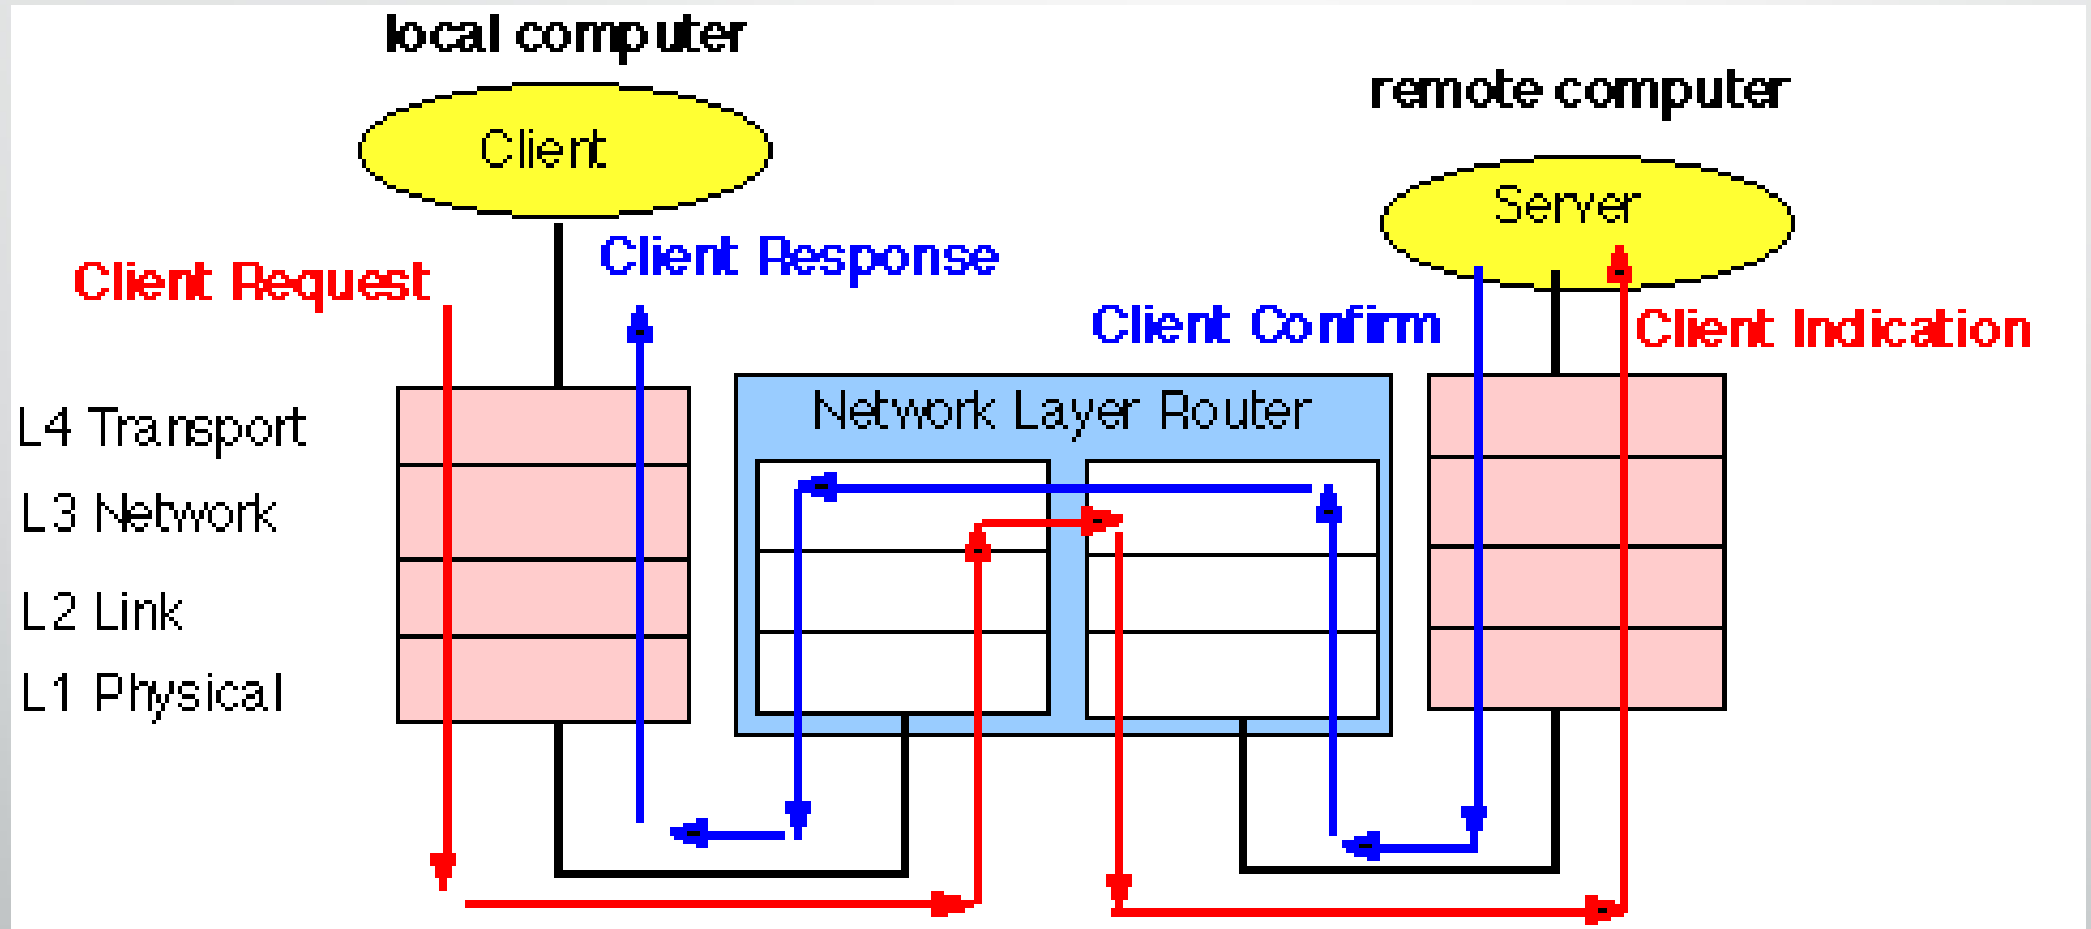 local computer
remote computer
Client
Server
Client Request
Client Response
Client Confirm
Client Indication
Network Layer Router
L4 Transport
L3 Network
L2 Link
L1 Physical